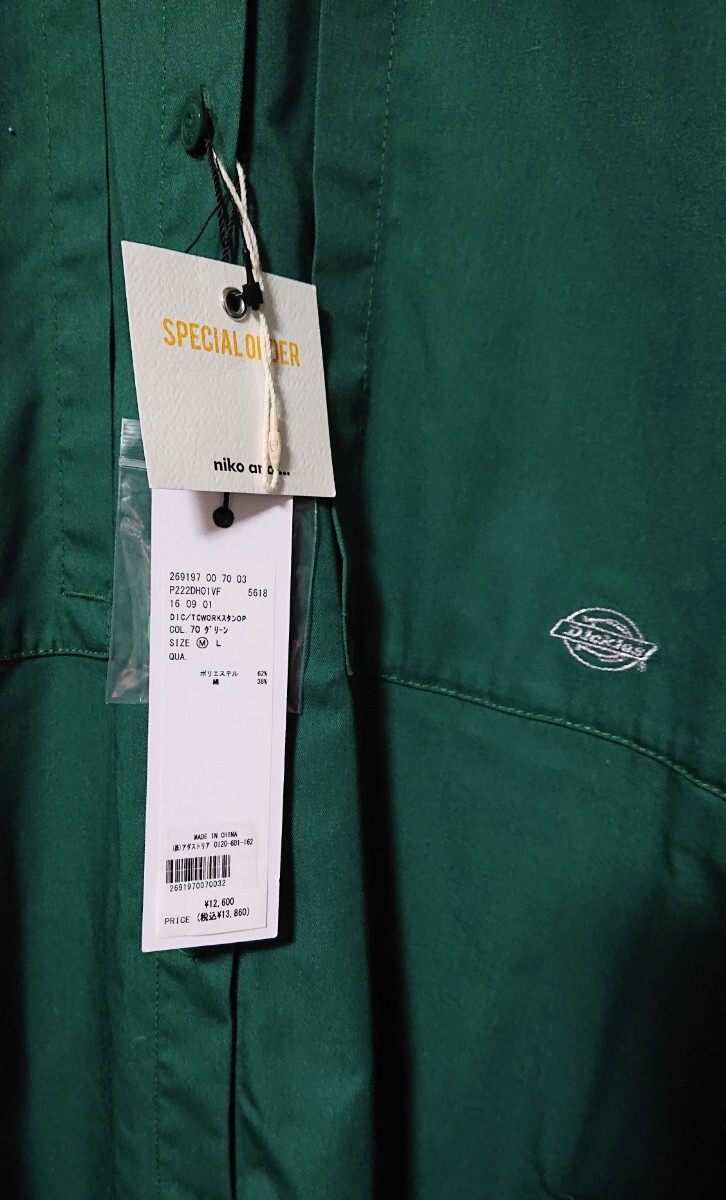 SPECIAL ORDER
niko and ...
269197 00 70 03
P222DH01VF 5618
16 09 01
DIC/TCWORKスタンOP
COL. 70 グリーン
SIZE M L
QUA.
ポリエステル 62%
綿 38%
MADE IN CHINA
(株)アダストリア 0120-601-162
2691970070032
¥12,600
PRICE (税込¥13,860)
Dickies